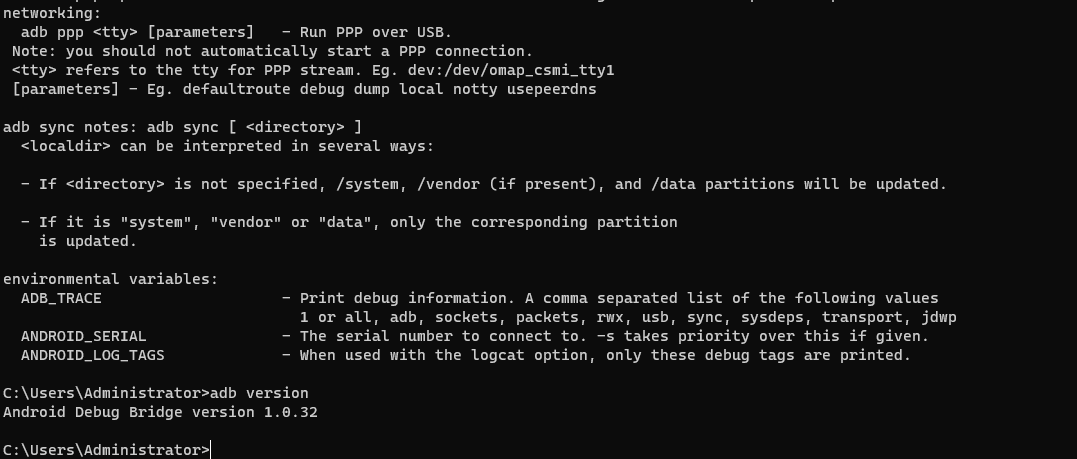 networking:
adb ppp <tty> [parameters] - Run PPP over USB.
Note: you should not automatically start a PPP connection.
<tty> refers to the tty for PPP stream. Eg. dev:/dev/omap_csmi_tty1
[parameters] - Eg. defaultroute debug dump local notty usepeerdns
adb sync notes: adb sync [ <directory> ]
<localdir> can be interpreted in several ways:
- If <directory> is not specified, /system, /vendor (if present), and /data partitions will be updated.
- If it is "system", "vendor" or "data", only the corresponding partition
is updated.
environmental variables:
ADB_TRACE - Print debug information. A comma separated list of the following values
1 or all, adb, sockets, packets, rwx, usb, sync, sysdeps, transport, jdwp
ANDROID_SERIAL - The serial number to connect to. -s takes priority over this if given.
ANDROID_LOG_TAGS - When used with the logcat option, only these debug tags are printed.
C:\Users\Administrator>adb version
Android Debug Bridge version 1.0.32
C:\Users\Administrator>